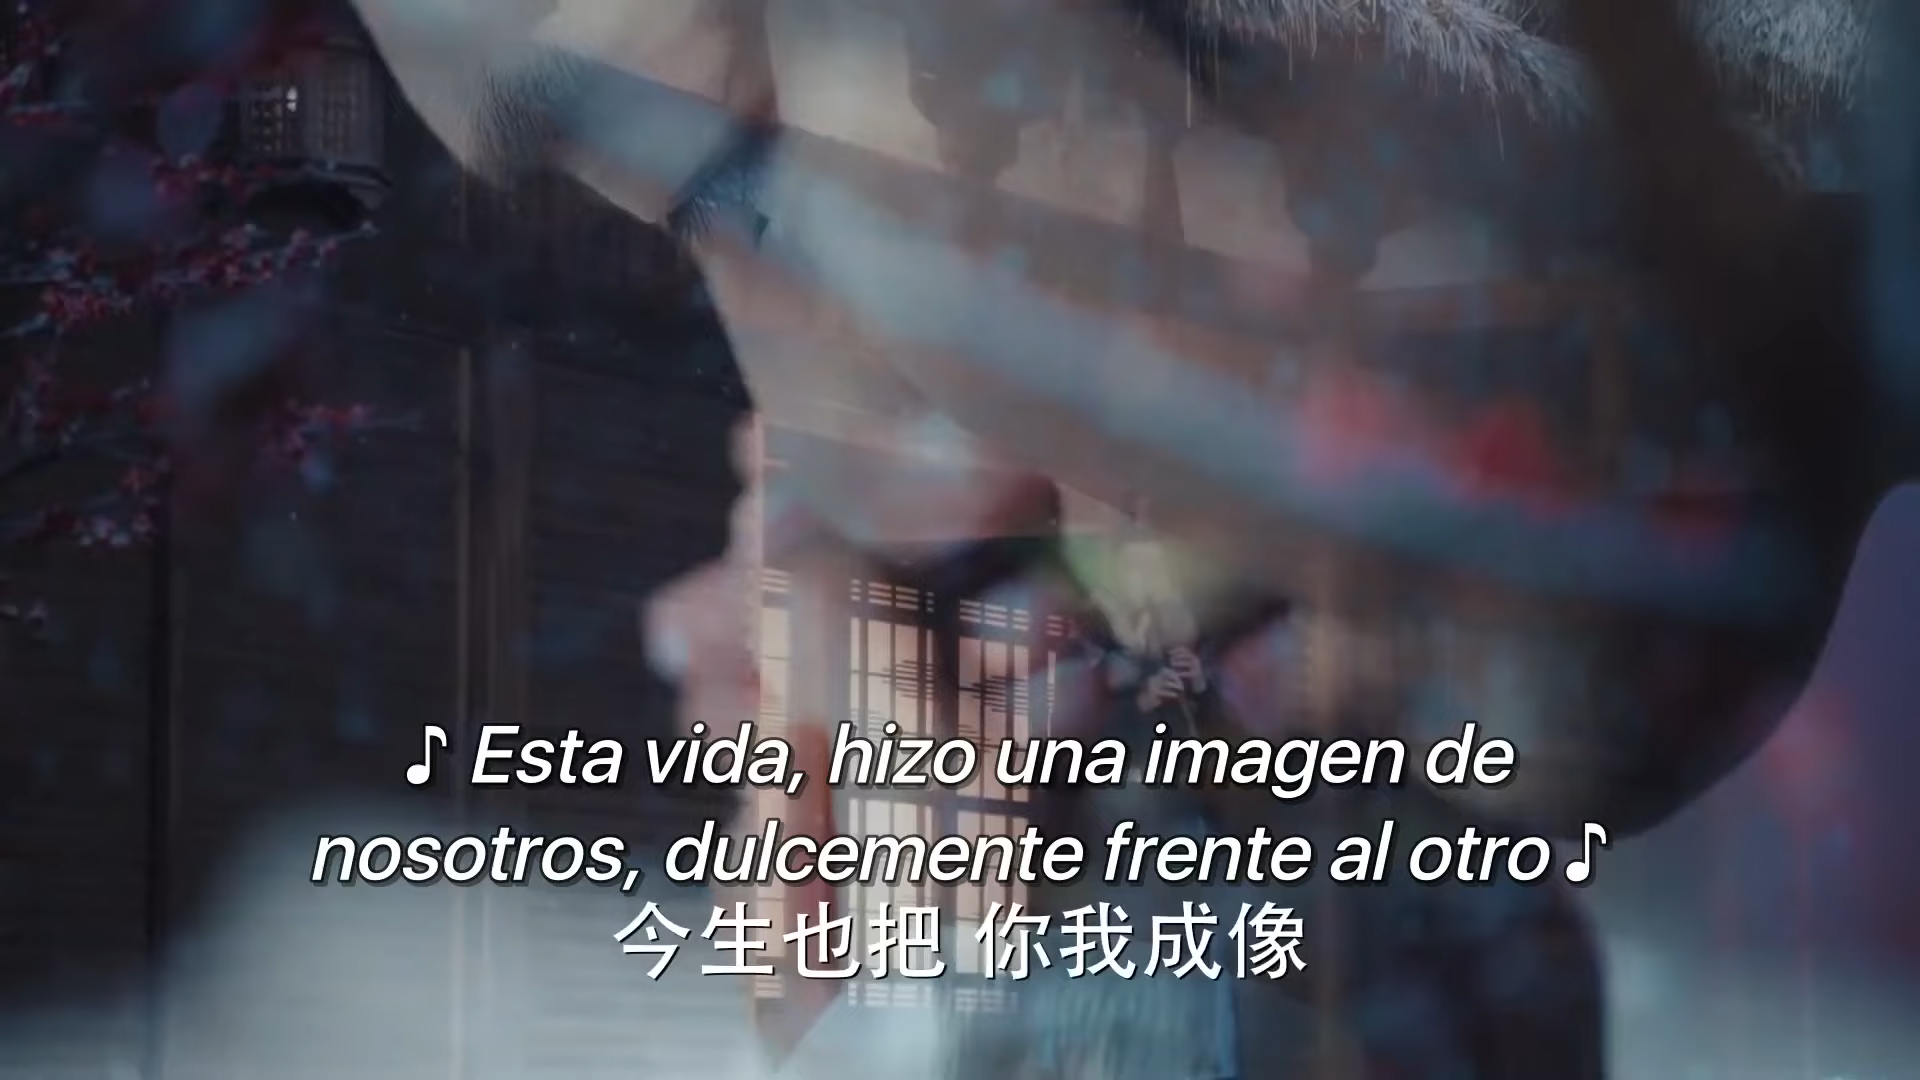 ♪ Esta vida, hizo una imagen de
nosotros, dulcemente frente al otro ♪
今生也把 你我成像